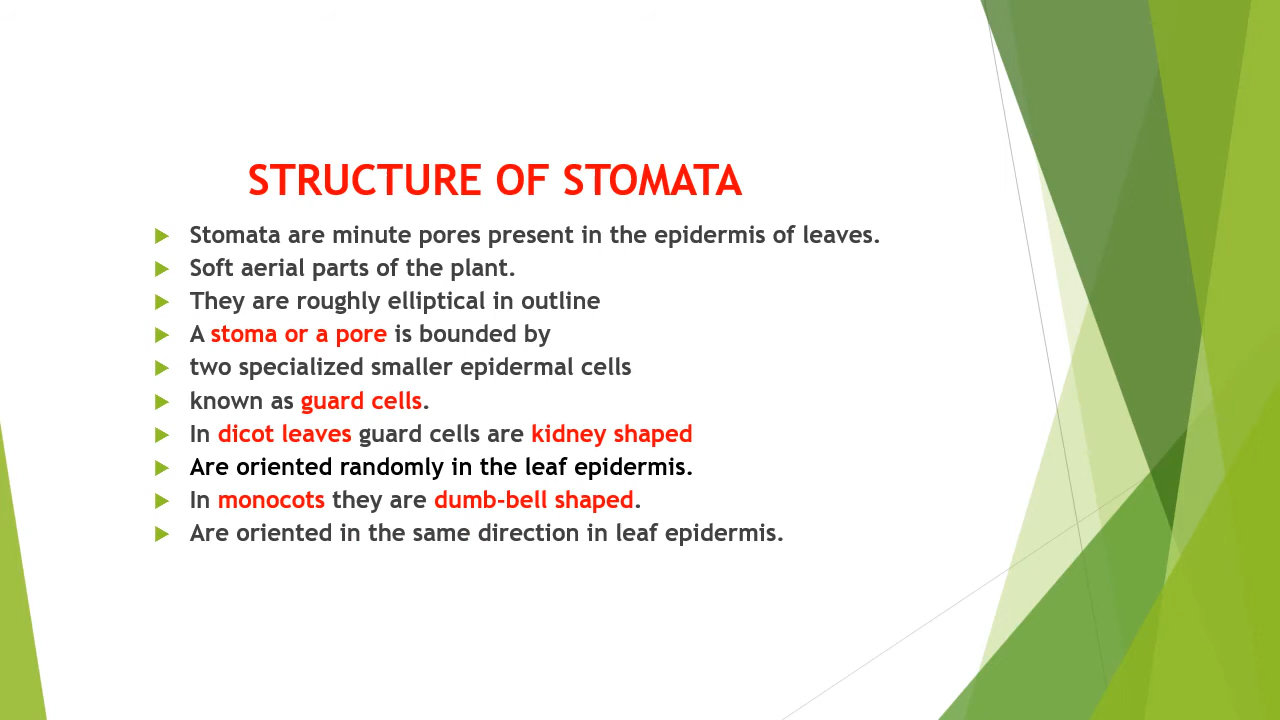 STRUCTURE OF STOMATA
Stomata are minute pores present in the epidermis of leaves.
Soft aerial parts of the plant.
They are roughly elliptical in outline
A stoma or a pore is bounded by
two specialized smaller epidermal cells
known as guard cells.
In dicot leaves guard cells are kidney shaped
Are oriented randomly in the leaf epidermis.
In monocots they are dumb-bell shaped.
Are oriented in the same direction in leaf epidermis.